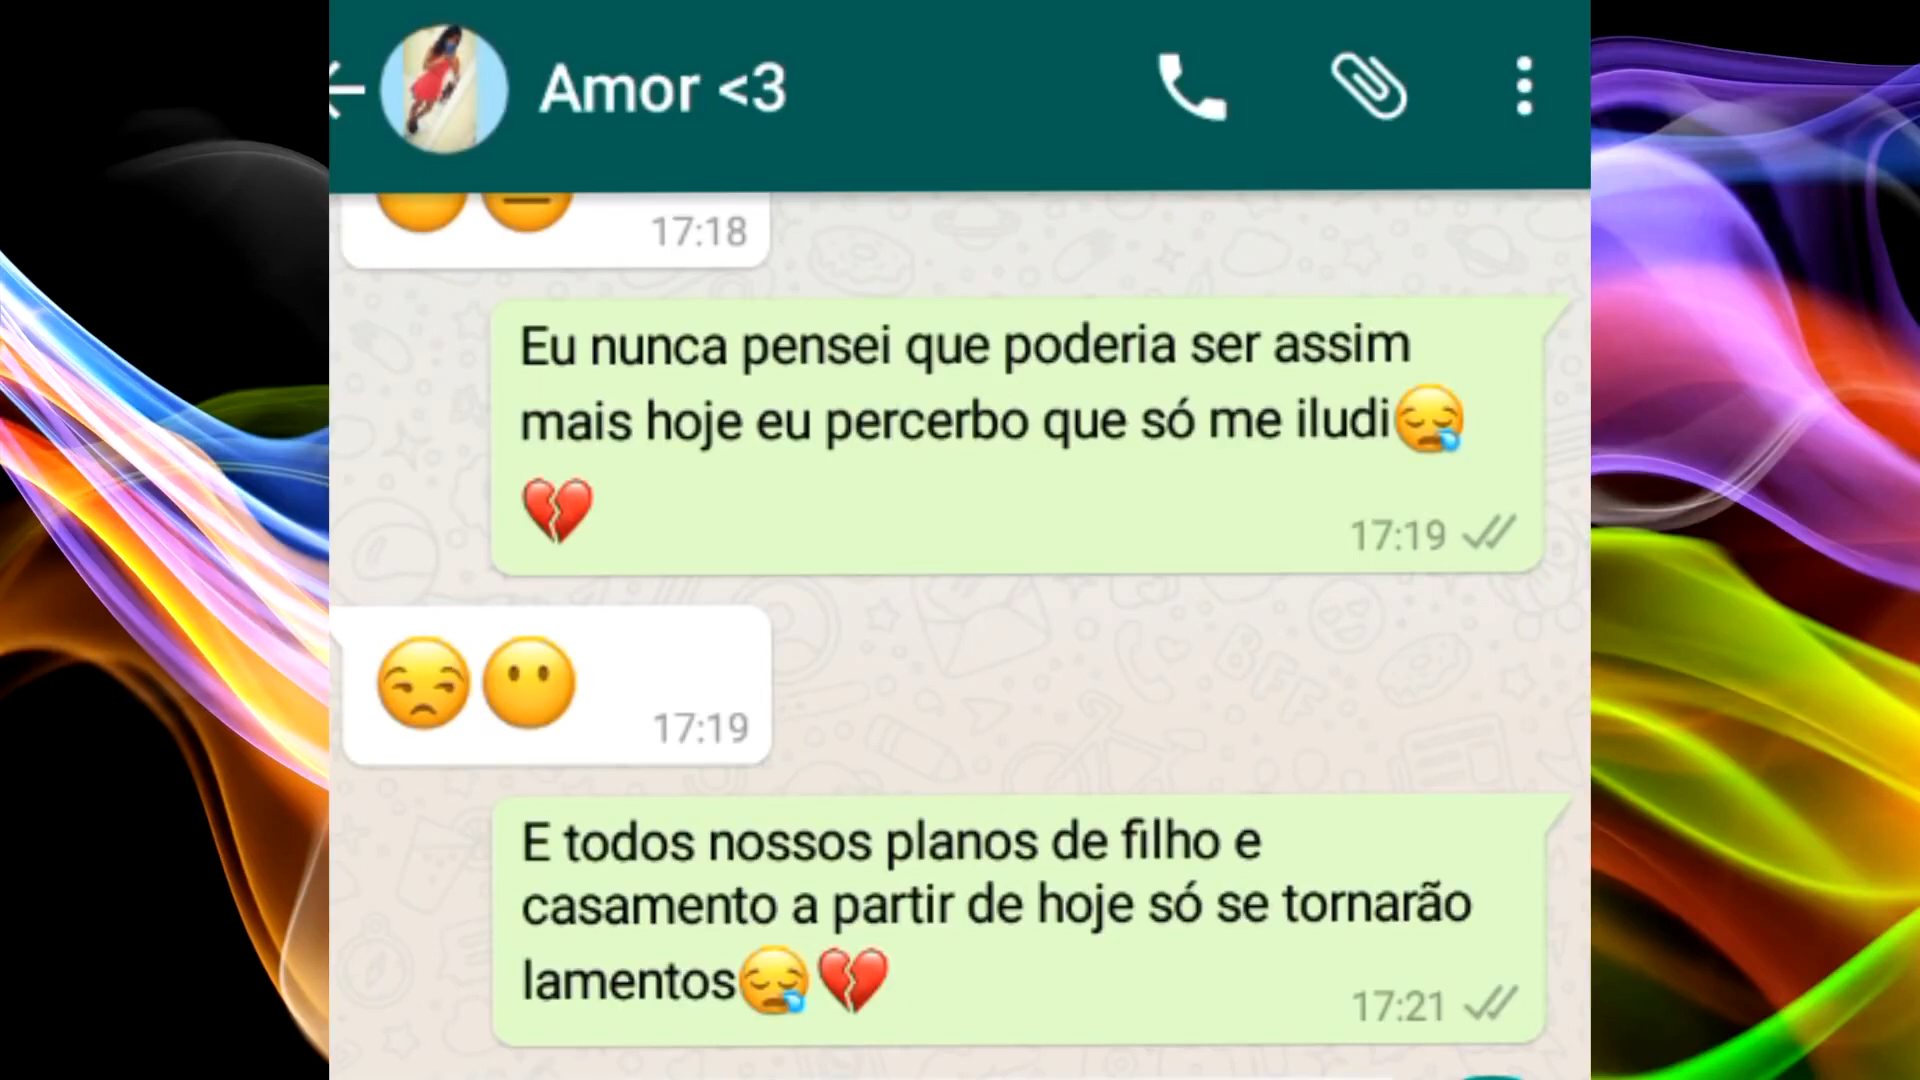 Amor <3
17:18
Eu nunca pensei que poderia ser assim
mais hoje eu percerbo que só me iludi😪
💔
17:19
😒😶
17:19
E todos nossos planos de filho e
casamento a partir de hoje só se tornarão
lamentos😪💔
17:21